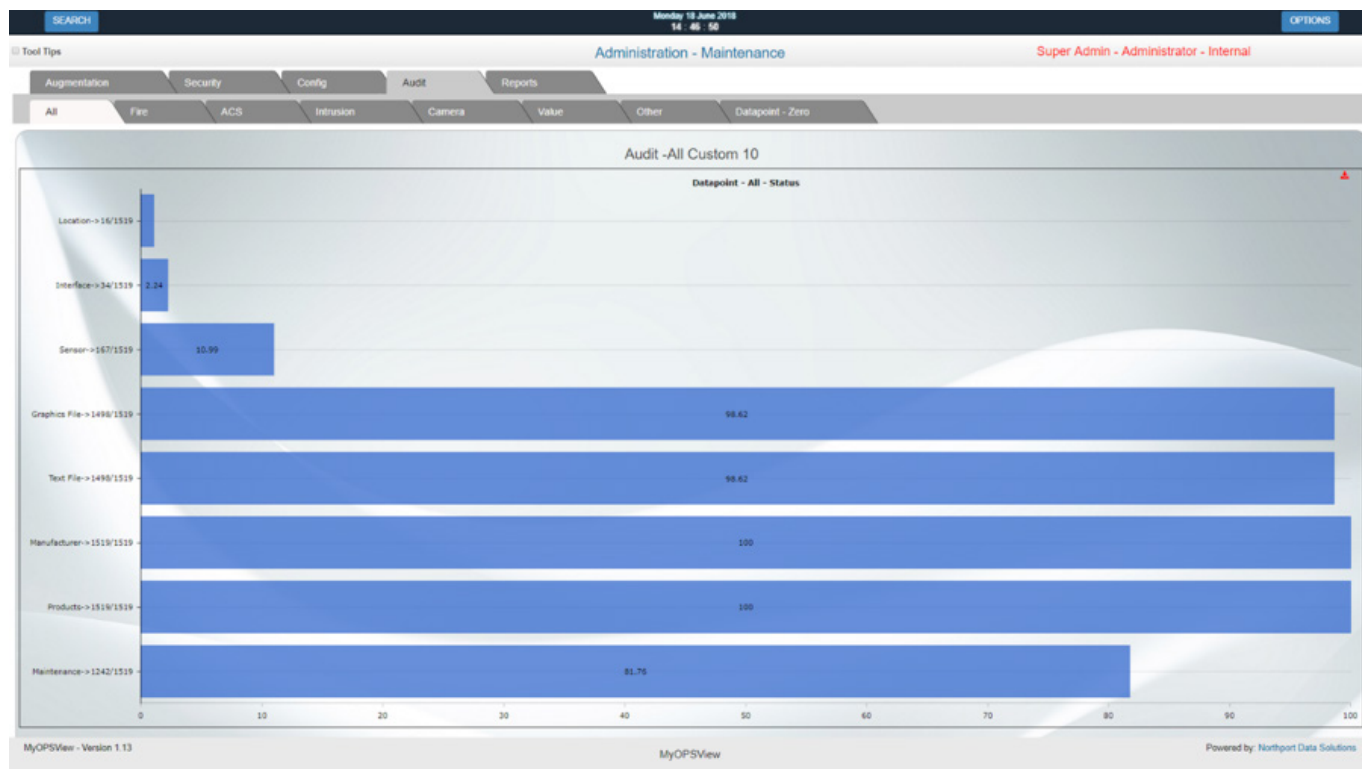 SEARCH
Monday 18 June 2018
14 : 46 : 50
OPTIONS
Tool Tips
Administration - Maintenance
Super Admin - Administrator - Internal
Augmentation
Security
Config
Audit
Reports
All
Fire
ACS
Intrusion
Camera
Value
Other
Datapoint - Zero
Audit -All Custom 10
Datapoint - All - Status
Location->16/1519
Interface->34/1519
2.24
Sensor->167/1519
10.99
Graphics File->1498/1519
98.62
Text File->1498/1519
98.62
Manufacturer->1519/1519
100
Products->1519/1519
100
Maintenance->1242/1519
81.76
0
10
20
30
40
50
60
70
80
90
100
MyOPSView - Version 1.13
MyOPSView
Powered by: Northport Data Solutions